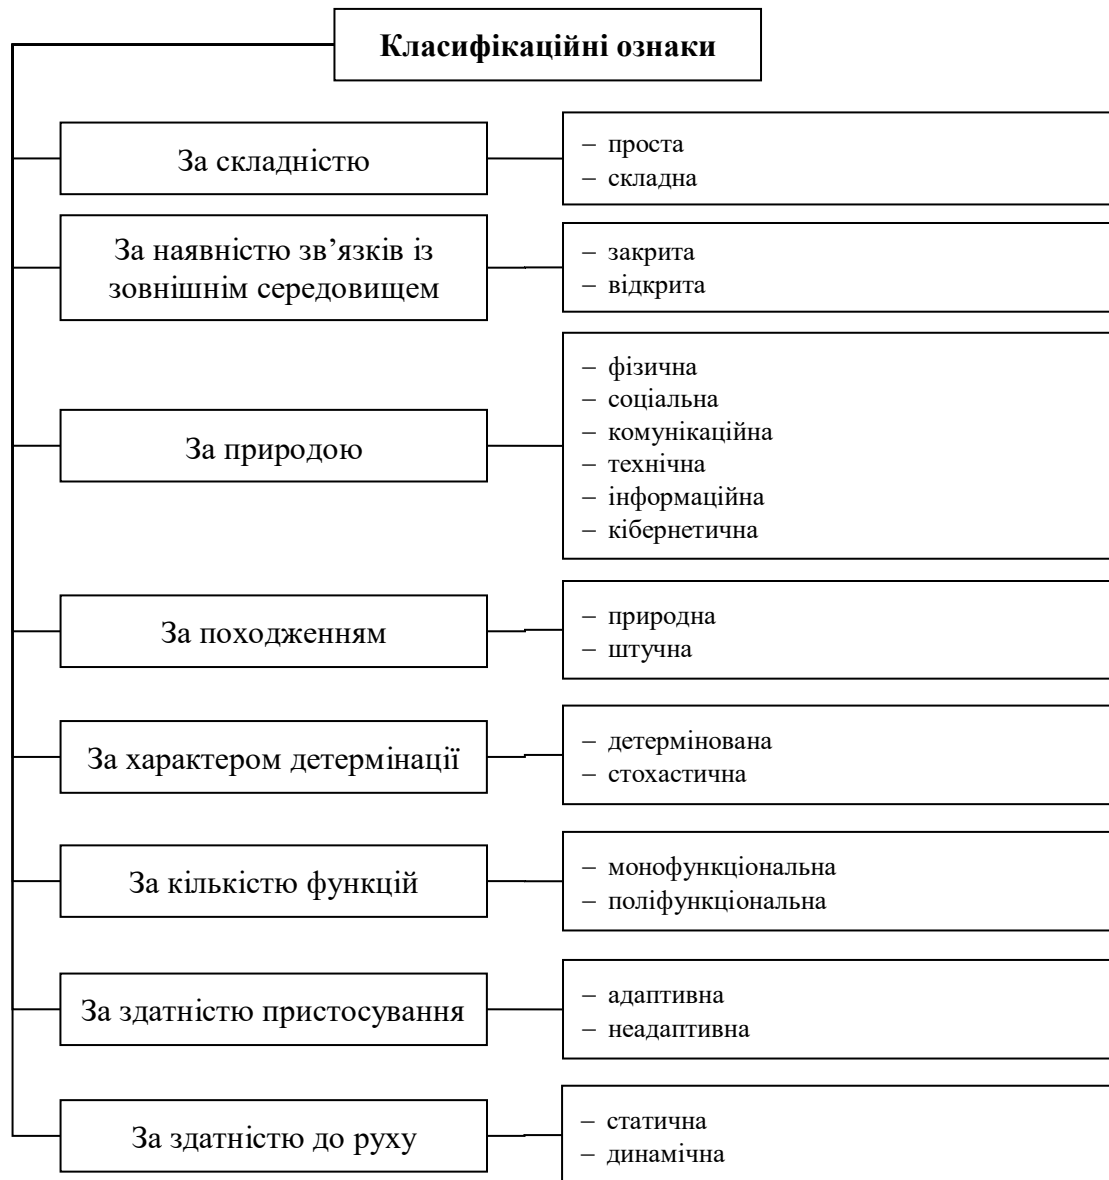 Класифікаційні ознаки
За складністю
– проста
– складна
За наявністю зв’язків із
зовнішнім середовищем
– закрита
– відкрита
За природою
– фізична
– соціальна
– комунікаційна
– технічна
– інформаційна
– кібернетична
За походженням
– природна
– штучна
За характером детермінації
– детермінована
– стохастична
За кількістю функцій
– монофункціональна
– поліфункціональна
За здатністю пристосування
– адаптивна
– неадаптивна
За здатністю до руху
– статична
– динамічна